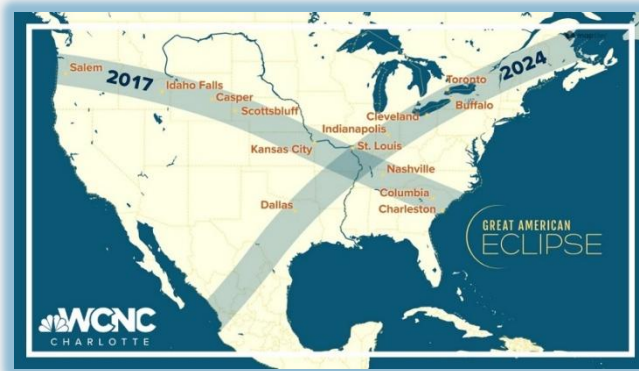 Salem
2017
Idaho Falls
Casper
Scottsbluff
Kansas City
Indianapolis
Cleveland
Toronto
2024
Buffalo
St. Louis
Nashville
Columbia
Charleston
Dallas
GREAT AMERICAN
ECLIPSE
WCNC
CHARLOTTE